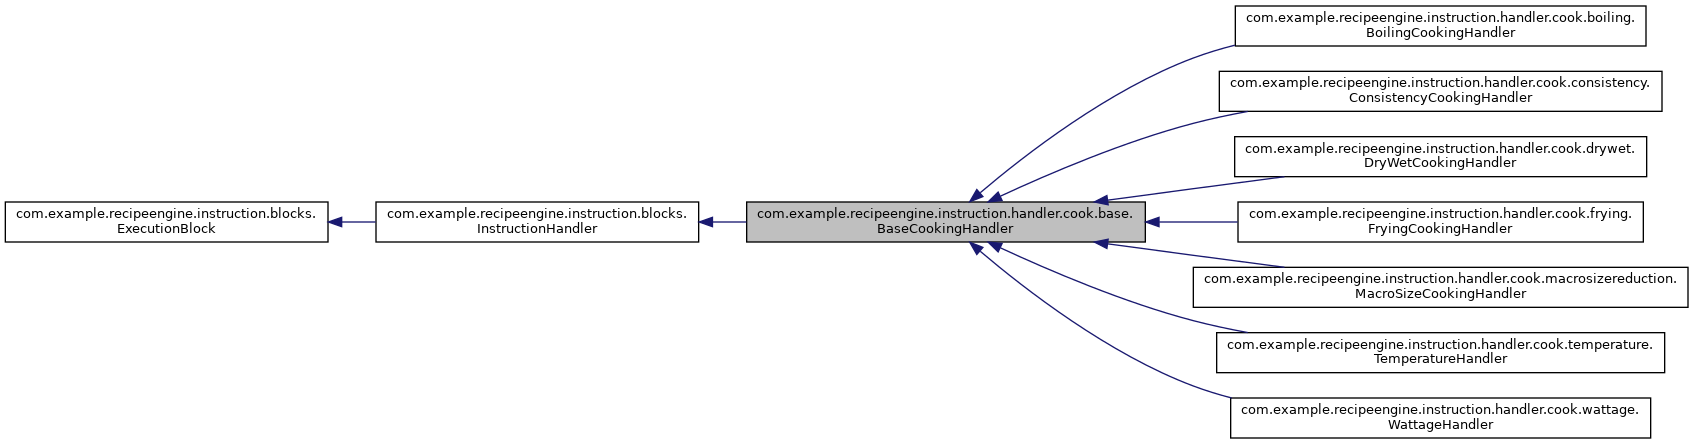 com.example.recipeengine.instruction.blocks.
ExecutionBlock
com.example.recipeengine.instruction.blocks.
InstructionHandler
com.example.recipeengine.instruction.handler.cook.base.
BaseCookingHandler
com.example.recipeengine.instruction.handler.cook.boiling.
BoilingCookingHandler
com.example.recipeengine.instruction.handler.cook.consistency.
ConsistencyCookingHandler
com.example.recipeengine.instruction.handler.cook.drywet.
DryWetCookingHandler
com.example.recipeengine.instruction.handler.cook.frying.
FryingCookingHandler
com.example.recipeengine.instruction.handler.cook.macrosizereduction.
MacroSizeCookingHandler
com.example.recipeengine.instruction.handler.cook.temperature.
TemperatureHandler
com.example.recipeengine.instruction.handler.cook.wattage.
WattageHandler